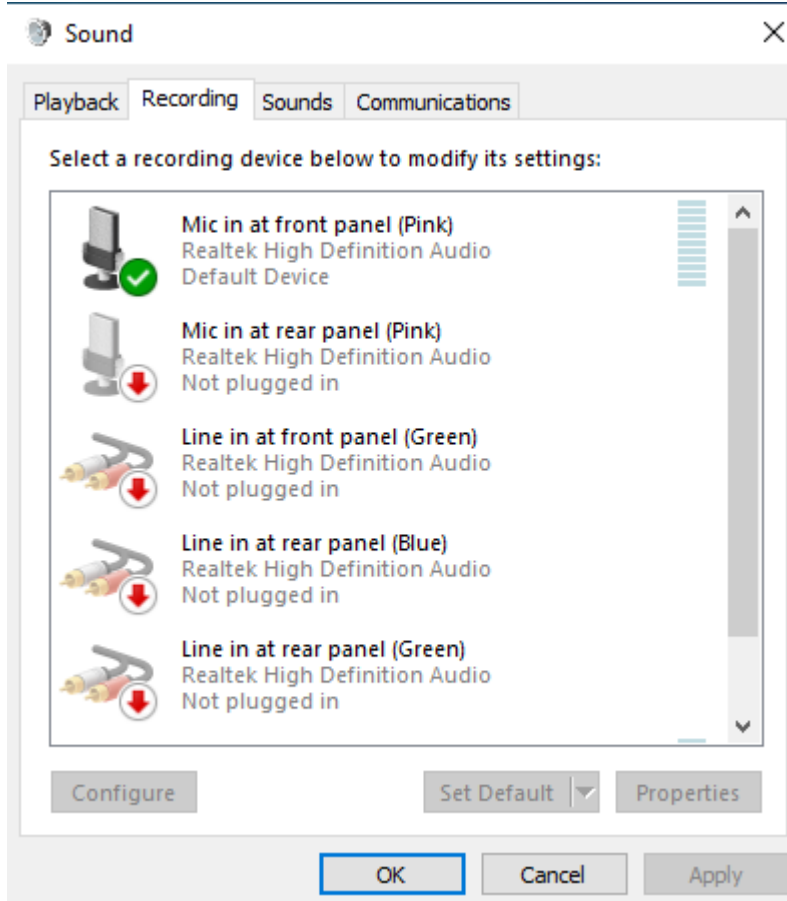 Sound
Playback Recording Sounds Communications
Select a recording device below to modify its settings:
Mic in at front panel (Pink)
Realtek High Definition Audio
Default Device
Mic in at rear panel (Pink)
Realtek High Definition Audio
Not plugged in
Line in at front panel (Green)
Realtek High Definition Audio
Not plugged in
Line in at rear panel (Blue)
Realtek High Definition Audio
Not plugged in
Line in at rear panel (Green)
Realtek High Definition Audio
Not plugged in
Configure Set Default Properties
OK Cancel Apply